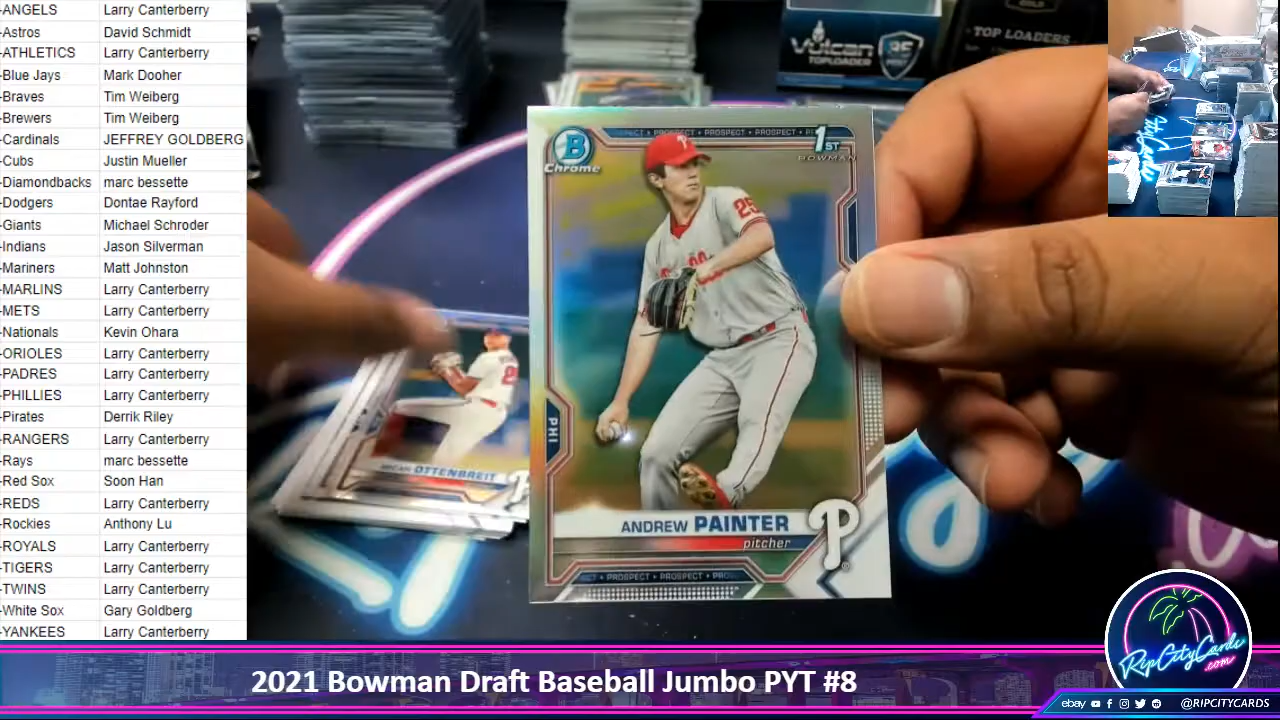 -ANGELS Larry Canterberry
-Astros David Schmidt
-ATHLETICS Larry Canterberry
-Blue Jays Mark Dooher
-Braves Tim Weiberg
-Brewers Tim Weiberg
-Cardinals JEFFREY GOLDBERG
-Cubs Justin Mueller
-Diamondbacks marc bessette
-Dodgers Dontae Rayford
-Giants Michael Schroder
-Indians Jason Silverman
-Mariners Matt Johnston
-MARLINS Larry Canterberry
-METS Larry Canterberry
-Nationals Kevin Ohara
-ORIOLES Larry Canterberry
-PADRES Larry Canterberry
-PHILLIES Larry Canterberry
-Pirates Derrik Riley
-RANGERS Larry Canterberry
-Rays marc bessette
-Red Sox Soon Han
-REDS Larry Canterberry
-Rockies Anthony Lu
-ROYALS Larry Canterberry
-TIGERS Larry Canterberry
-TWINS Larry Canterberry
-White Sox Gary Goldberg
-YANKEES Larry Canterberry
Vulcan
TOPLOADER
TOP LOADERS
PROSPECT • PROSPECT • PROSPECT
B
Chrome
1ST
BOWMAN
P
25
PHI
ANDREW PAINTER
pitcher
P
PROSPECT • PROSPECT
OTTENBREIT
RipCityCards
.com
2021 Bowman Draft Baseball Jumbo PYT #8
ebay @RIPCITYCARDS